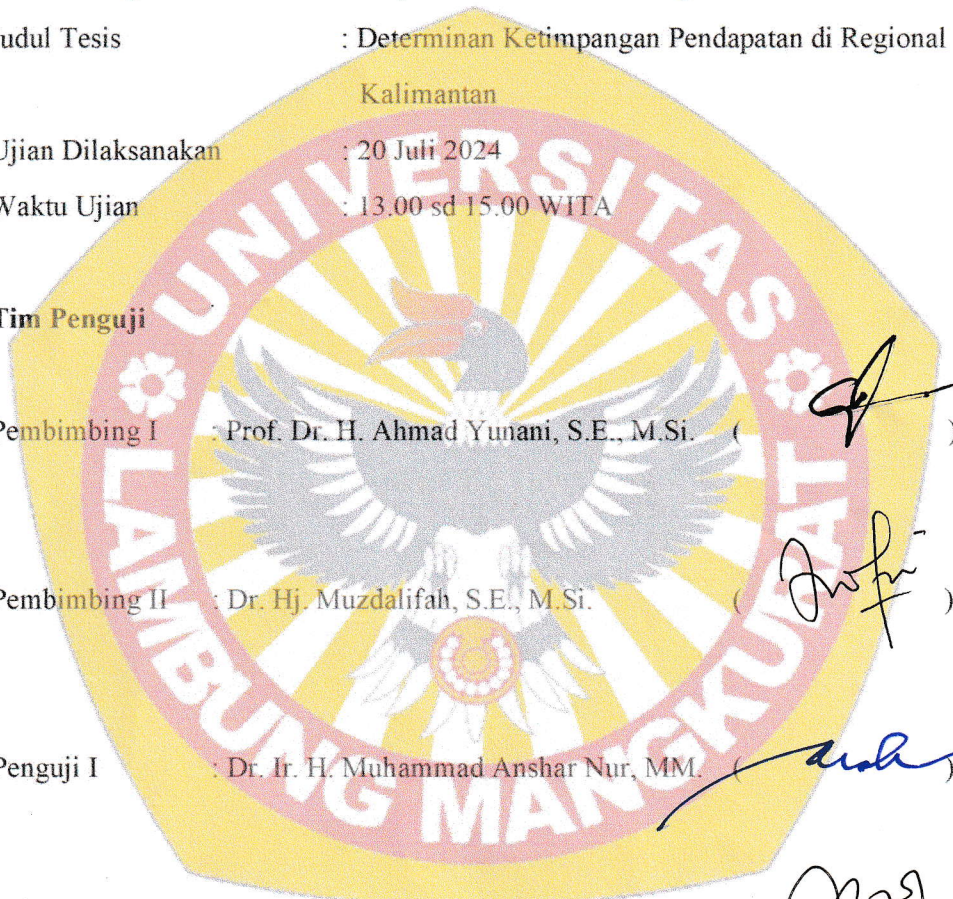 udul Tesis : Determinan Ketimpangan Pendapatan di Regional
Kalimantan
Ujian Dilaksanakan : 20 Juli 2024
Waktu Ujian : 13.00 sd 15.00 WITA
Tim Penguji
Pembimbing I : Prof. Dr. H. Ahmad Yunani, S.E., M.Si. ( )
Pembimbing II : Dr. Hj. Muzdalifah, S.E., M.Si. ( )
Penguji I : Dr. Ir. H. Muhammad Anshar Nur, MM. ( )
UNIVERSITAS
LAMBUNG MANGKURAT